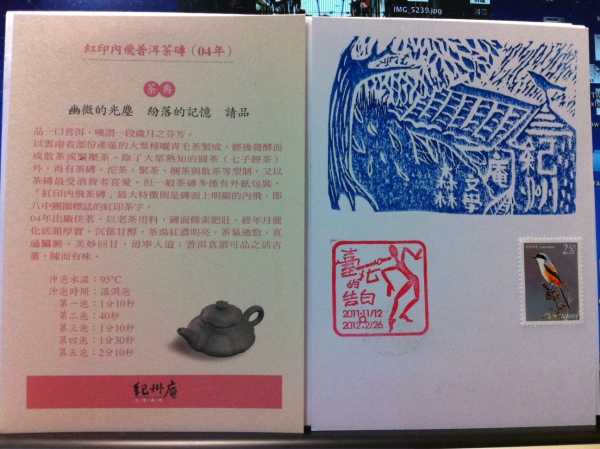 IMG_5239.jpg
紅印內飛普洱茶磚(04年)
茶典
幽微的光塵 紛落的記憶 請品
品一口普洱，嘆謂一段歲月之芬芳。
以雲南省部份產區的大葉種曬青毛茶製成，經後發酵而
成散茶或緊壓茶，除了大眾熟知的圓茶(七子餅茶)
外，尚有茶磚、沱茶、緊茶、捆茶到散茶等型制，又以
茶磚最受消費者喜愛。但一般茶磚多僅有外紙包裝，
「紅印內飛茶磚」最大特徵則是磚面上明顯的內飛，即
八中團圍標誌的紅印茶字。
04年出廠佳茗，以老茶用料，磚面條索肥壯，經年月催
化底韻厚實，沉郁甘醇，茶湯紅濃明亮，茶氣強勁，直
通臟腑，美妙回甘，毋寧人道：普洱真謂可品之活古
董，陳而有味。
沖泡水溫：95°C
沖泡時間：溫潤泡
第一泡：1分10秒
第二泡：40秒
第三泡：1分10秒
第四泡：1分30秒
第五泡：2分10秒
紀州庵
紀州
庵
文學
森林
臺北
的
告白
2011.11/12
2012.2/26
2.50